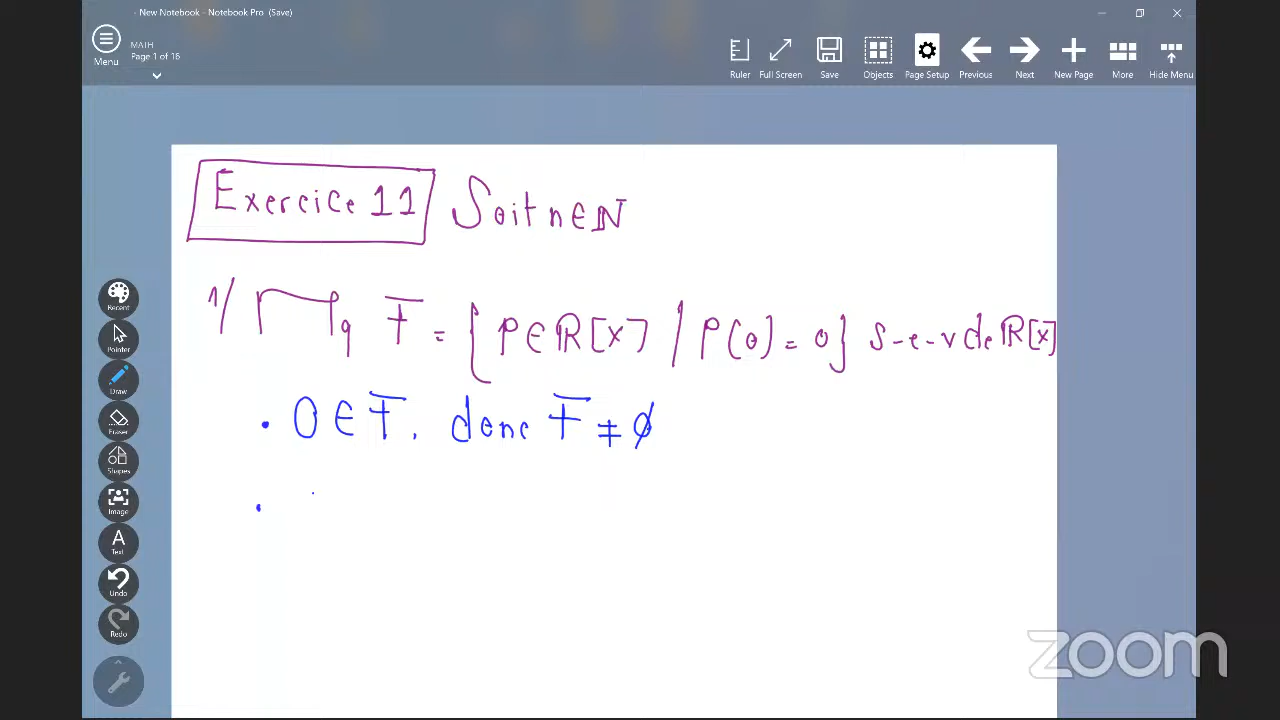 - New Notebook - Notebook Pro (Save)
Menu
MATH
Page 1 of 16
Ruler Full Screen Save Objects Page Setup Previous Next New Page More Hide Menu
Exercice 11 Soit n ∈ ℕ
1/ Mq F = { P ∈ ℝ[X] / P(0) = 0 } s-e-v de ℝ[X]
• 0 ∈ F, donc F ≠ ∅
•
Recent
Pointer
Draw
Eraser
Shapes
Image
A
Text
Undo
Redo
zoom